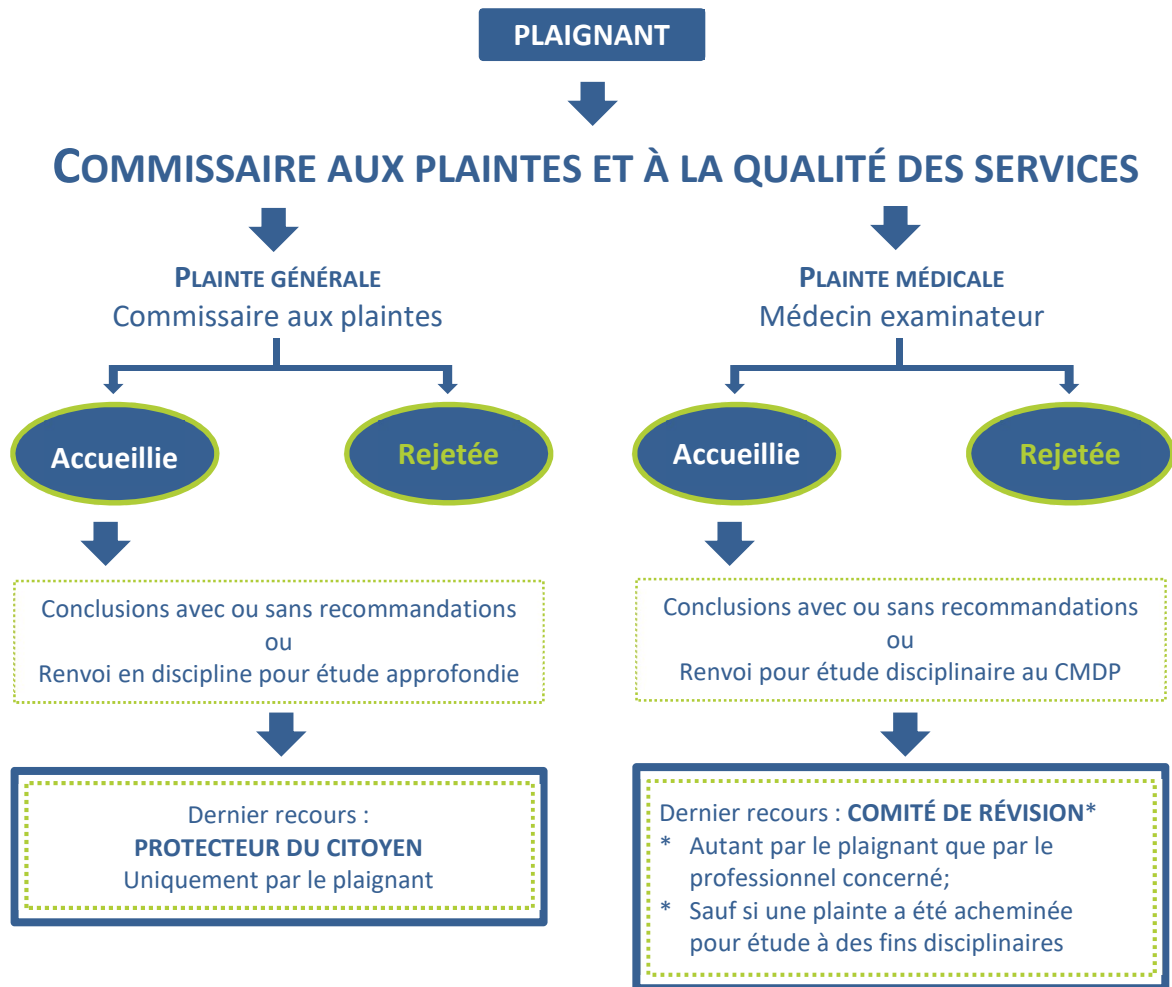 PLAIGNANT
COMMISSAIRE AUX PLAINTES ET À LA QUALITÉ DES SERVICES
PLAINTE GÉNÉRALE
Commissaire aux plaintes
Accueillie
Rejetée
Conclusions avec ou sans recommandations
ou
Renvoi en discipline pour étude approfondie
Dernier recours :
PROTECTEUR DU CITOYEN
Uniquement par le plaignant
PLAINTE MÉDICALE
Médecin examinateur
Accueillie
Rejetée
Conclusions avec ou sans recommandations
ou
Renvoi pour étude disciplinaire au CMDP
Dernier recours : COMITÉ DE RÉVISION*
* Autant par le plaignant que par le
professionnel concerné;
* Sauf si une plainte a été acheminée
pour étude à des fins disciplinaires